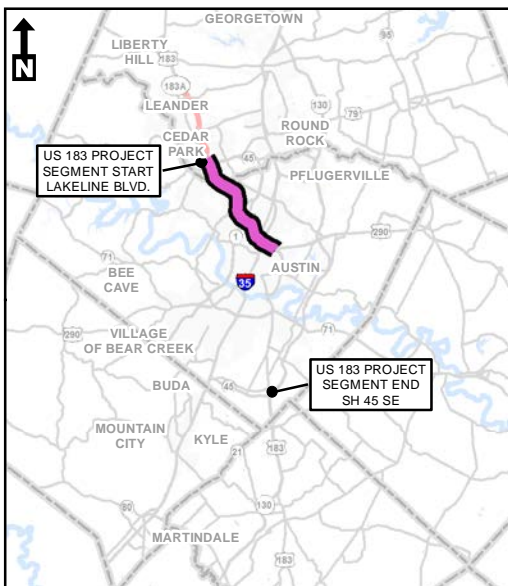 GEORGETOWN
N
LIBERTY
HILL
183
95
183A
LEANDER
130
79
CEDAR
PARK
ROUND
ROCK
US 183 PROJECT
SEGMENT START
LAKELINE BLVD.
45
PFLUGERVILLE
1
290
71
AUSTIN
BEE
CAVE
35
290
VILLAGE
OF BEAR CREEK
71
US 183 PROJECT
SEGMENT END
SH 45 SE
BUDA
45
MOUNTAIN
CITY
KYLE
21
183
80
130
MARTINDALE
183